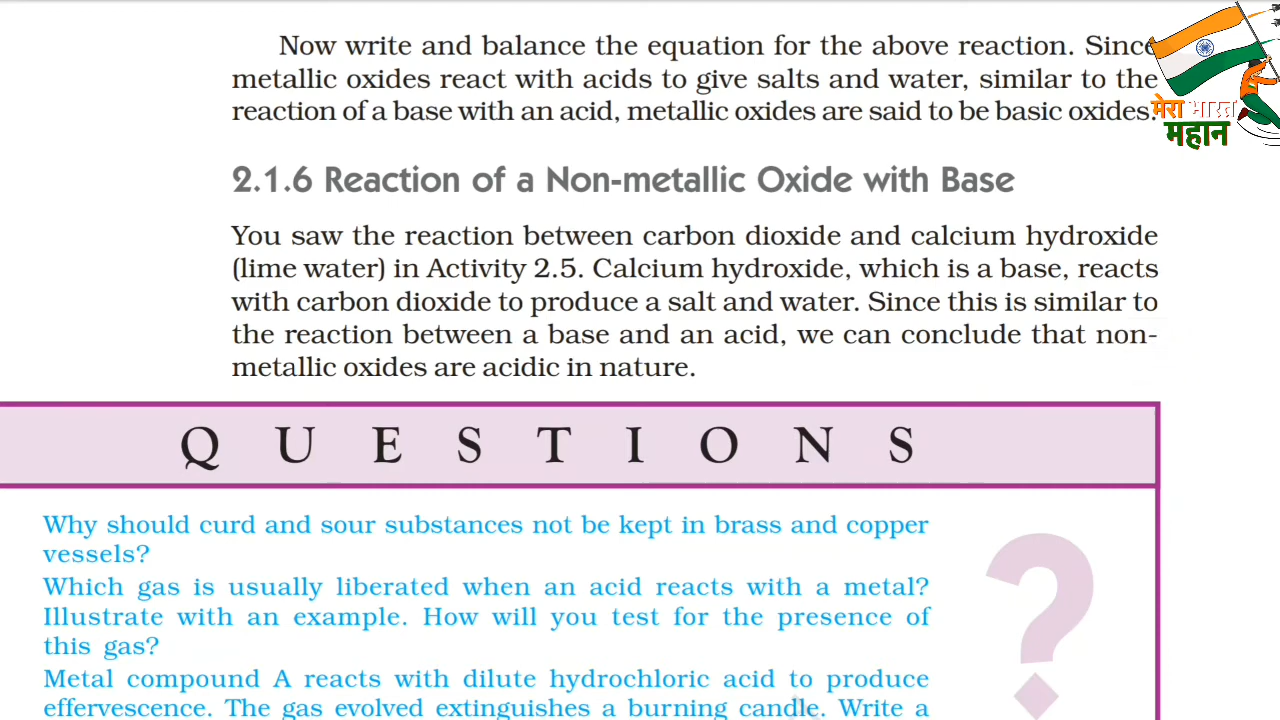 Now write and balance the equation for the above reaction. Since
metallic oxides react with acids to give salts and water, similar to the
reaction of a base with an acid, metallic oxides are said to be basic oxides.
मेरा भारत
महान
2.1.6 Reaction of a Non-metallic Oxide with Base
You saw the reaction between carbon dioxide and calcium hydroxide
(lime water) in Activity 2.5. Calcium hydroxide, which is a base, reacts
with carbon dioxide to produce a salt and water. Since this is similar to
the reaction between a base and an acid, we can conclude that non-
metallic oxides are acidic in nature.
QUESTIONS
Why should curd and sour substances not be kept in brass and copper
vessels?
Which gas is usually liberated when an acid reacts with a metal?
Illustrate with an example. How will you test for the presence of
this gas?
Metal compound A reacts with dilute hydrochloric acid to produce
effervescence. The gas evolved extinguishes a burning candle. Write a
?